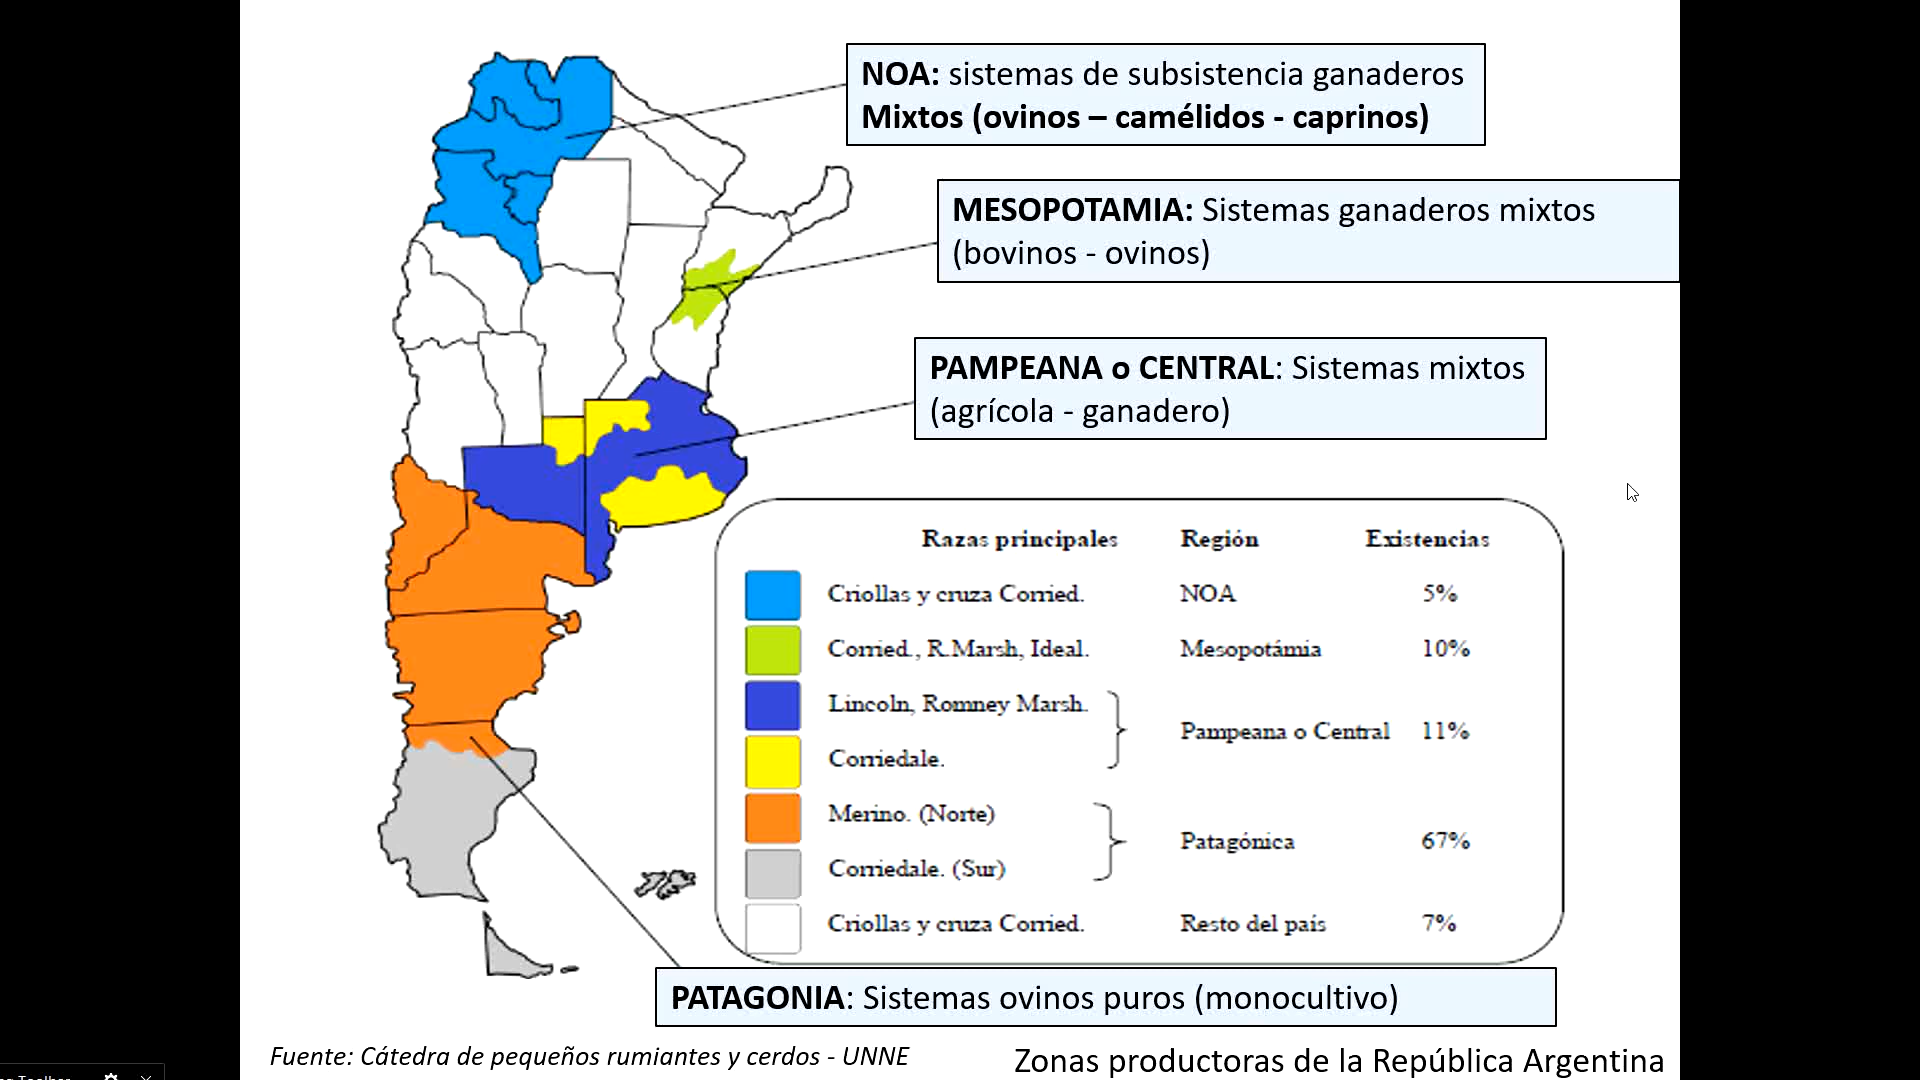 NOA: sistemas de subsistencia ganaderos
Mixtos (ovinos – camélidos - caprinos)
MESOPOTAMIA: Sistemas ganaderos mixtos
(bovinos - ovinos)
PAMPEANA o CENTRAL: Sistemas mixtos
(agrícola - ganadero)
Razas principales Región Existencias
Criollas y cruza Corried. NOA 5%
Corried., R.Marsh, Ideal. Mesopotámia 10%
Lincoln, Romney Marsh.
Pampeana o Central 11%
Corriedale.
Merino. (Norte)
Patagónica 67%
Corriedale. (Sur)
Criollas y cruza Corried. Resto del país 7%
PATAGONIA: Sistemas ovinos puros (monocultivo)
Fuente: Cátedra de pequeños rumiantes y cerdos - UNNE
Zonas productoras de la República Argentina